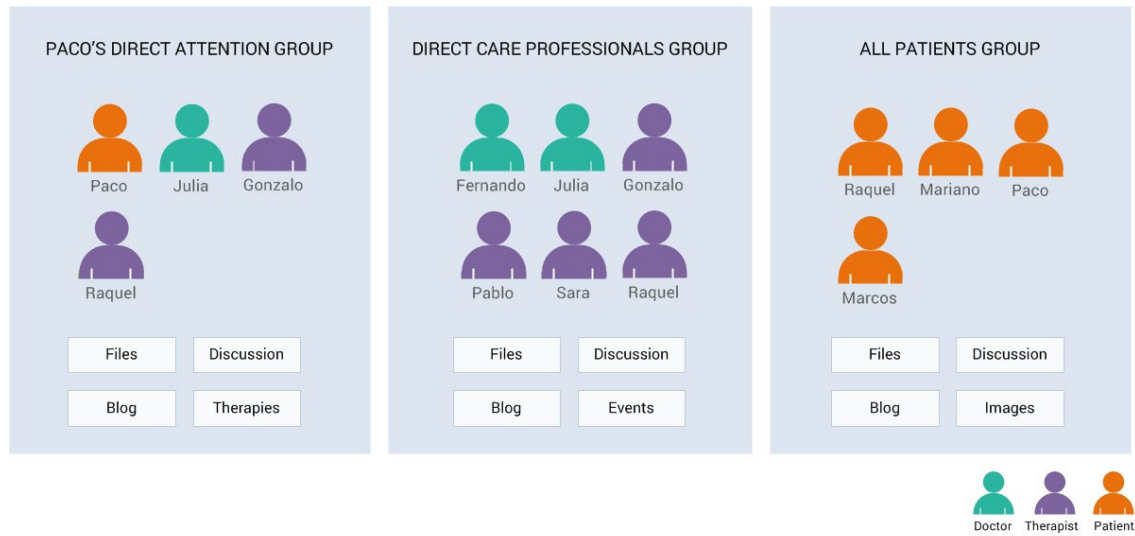 PACO'S DIRECT ATTENTION GROUP
Paco Julia Gonzalo
Raquel
Files Discussion
Blog Therapies
DIRECT CARE PROFESSIONALS GROUP
Fernando Julia Gonzalo
Pablo Sara Raquel
Files Discussion
Blog Events
ALL PATIENTS GROUP
Raquel Mariano Paco
Marcos
Files Discussion
Blog Images
Doctor Therapist Patient